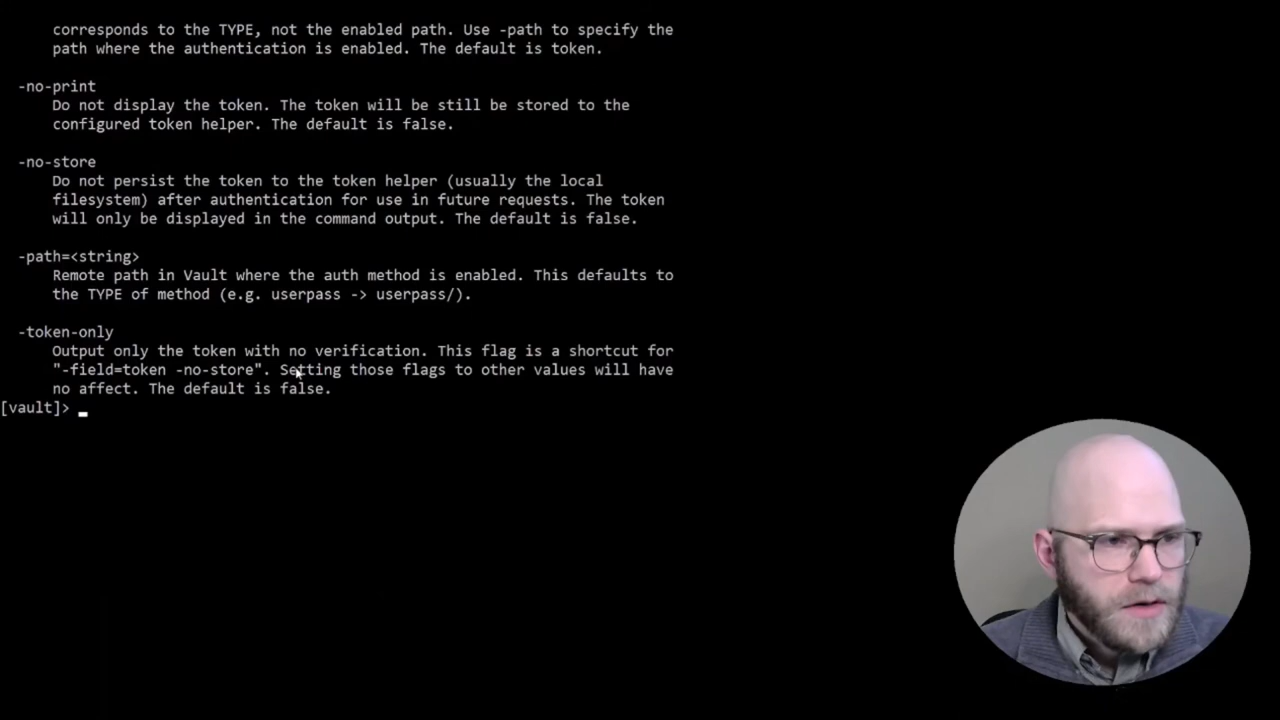 corresponds to the TYPE, not the enabled path. Use -path to specify the
path where the authentication is enabled. The default is token.
-no-print
Do not display the token. The token will be still be stored to the
configured token helper. The default is false.
-no-store
Do not persist the token to the token helper (usually the local
filesystem) after authentication for use in future requests. The token
will only be displayed in the command output. The default is false.
-path=<string>
Remote path in Vault where the auth method is enabled. This defaults to
the TYPE of method (e.g. userpass -> userpass/).
-token-only
Output only the token with no verification. This flag is a shortcut for
"-field=token -no-store". Setting those flags to other values will have
no affect. The default is false.
[vault]>